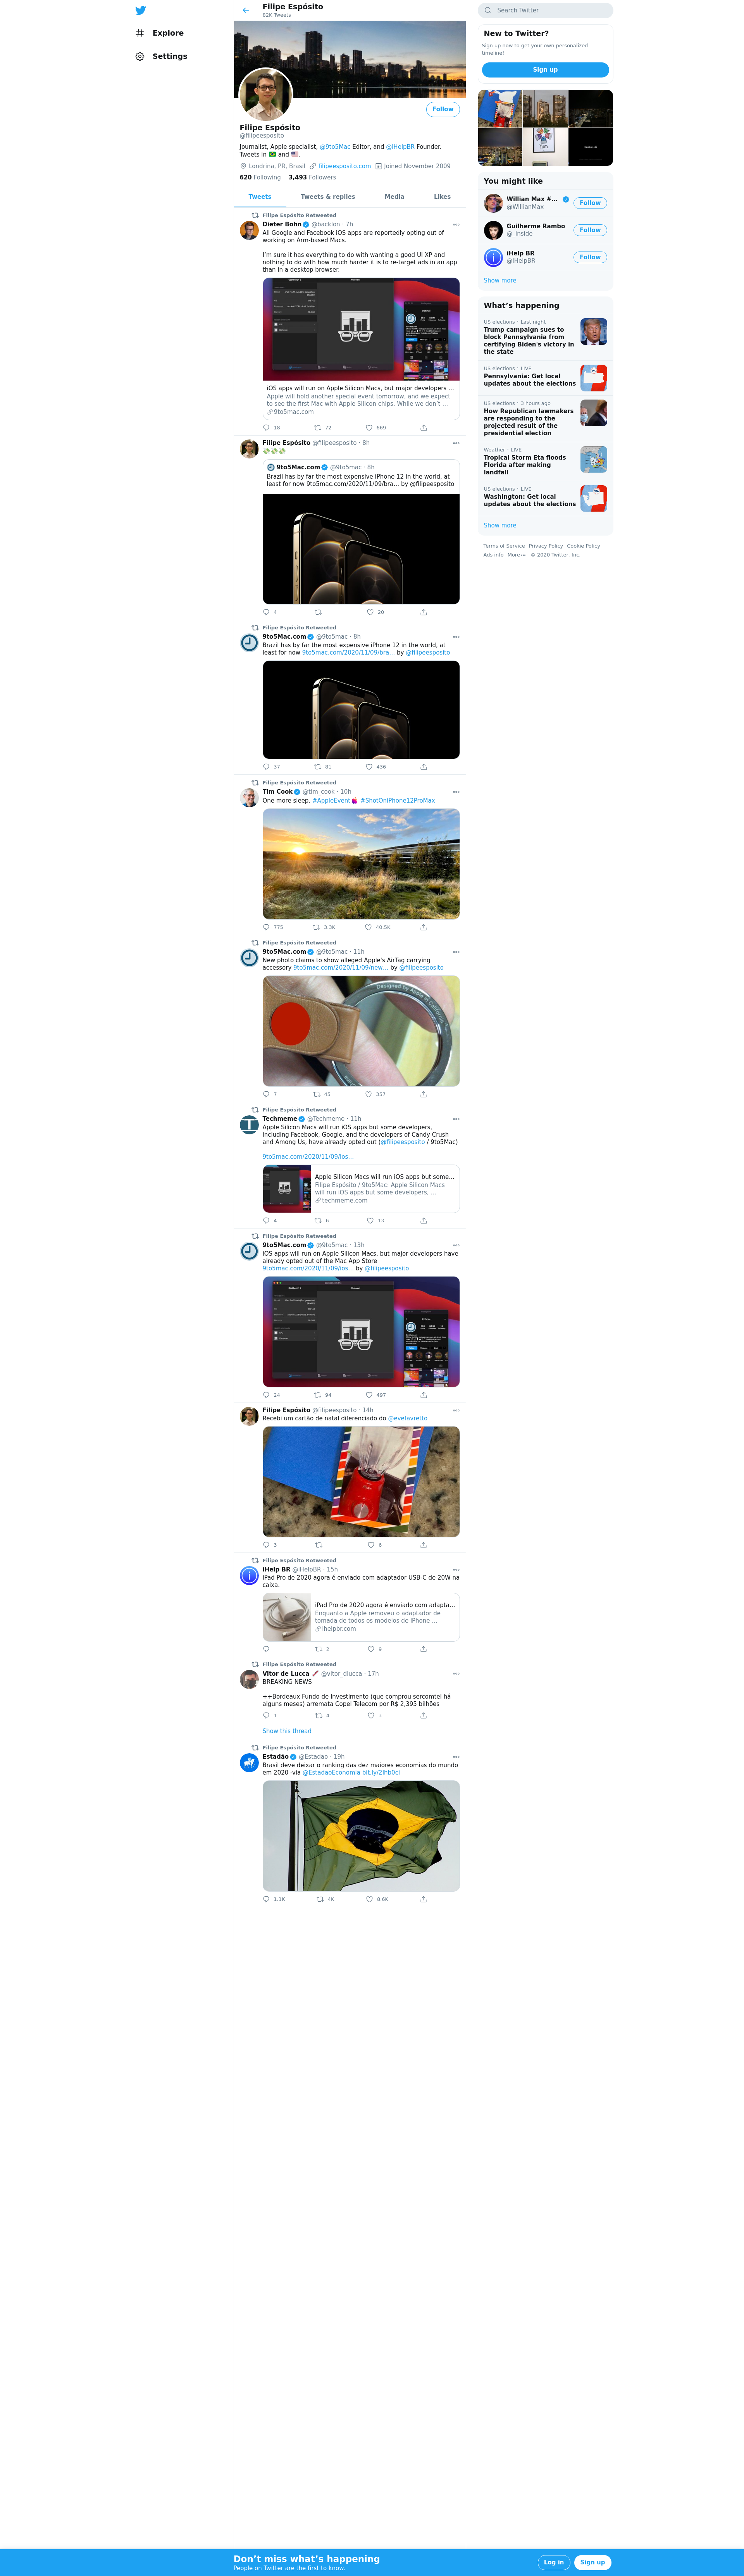 Explore
Settings
Filipe Espósito
82K Tweets
Follow
Filipe Espósito
@filipeesposito
Journalist, Apple specialist, @9to5Mac Editor, and @iHelpBR Founder.
Tweets in 🇧🇷 and 🇺🇸.
Londrina, PR, Brasil filipeesposito.com Joined November 2009
620 Following 3,493 Followers
Tweets Tweets & replies Media Likes
Filipe Espósito Retweeted
Dieter Bohn @backlon · 7h
All Google and Facebook iOS apps are reportedly opting out of
working on Arm-based Macs.
I'm sure it has everything to do with wanting a good UI XP and
nothing to do with how much harder it is to re-target ads in an app
than in a desktop browser.
iOS apps will run on Apple Silicon Macs, but major developers …
Apple will hold another special event tomorrow, and we expect
to see the first Mac with Apple Silicon chips. While we don't …
9to5mac.com
18 72 669
Filipe Espósito @filipeesposito · 8h
💸💸💸
9to5Mac.com @9to5mac · 8h
Brazil has by far the most expensive iPhone 12 in the world, at
least for now 9to5mac.com/2020/11/09/bra… by @filipeesposito
4 20
Filipe Espósito Retweeted
9to5Mac.com @9to5mac · 8h
Brazil has by far the most expensive iPhone 12 in the world, at
least for now 9to5mac.com/2020/11/09/bra… by @filipeesposito
37 81 436
Filipe Espósito Retweeted
Tim Cook @tim_cook · 10h
One more sleep. #AppleEvent #ShotOniPhone12ProMax
775 3.3K 40.5K
Filipe Espósito Retweeted
9to5Mac.com @9to5mac · 11h
New photo claims to show alleged Apple's AirTag carrying
accessory 9to5mac.com/2020/11/09/new… by @filipeesposito
Designed by Apple in California
7 45 357
Filipe Espósito Retweeted
Techmeme @Techmeme · 11h
Apple Silicon Macs will run iOS apps but some developers,
including Facebook, Google, and the developers of Candy Crush
and Among Us, have already opted out (@filipeesposito / 9to5Mac)
9to5mac.com/2020/11/09/ios…
Apple Silicon Macs will run iOS apps but some…
Filipe Espósito / 9to5Mac: Apple Silicon Macs
will run iOS apps but some developers, …
techmeme.com
4 6 13
Filipe Espósito Retweeted
9to5Mac.com @9to5mac · 13h
iOS apps will run on Apple Silicon Macs, but major developers have
already opted out of the Mac App Store
9to5mac.com/2020/11/09/ios… by @filipeesposito
24 94 497
Filipe Espósito @filipeesposito · 14h
Recebi um cartão de natal diferenciado do @evefavretto
3 6
Filipe Espósito Retweeted
iHelp BR @iHelpBR · 15h
iPad Pro de 2020 agora é enviado com adaptador USB-C de 20W na
caixa.
iPad Pro de 2020 agora é enviado com adapta…
Enquanto a Apple removeu o adaptador de
tomada de todos os modelos de iPhone …
ihelpbr.com
2 9
Filipe Espósito Retweeted
Vitor de Lucca @vitor_dlucca · 17h
BREAKING NEWS
++Bordeaux Fundo de Investimento (que comprou sercomtel há
alguns meses) arremata Copel Telecom por R$ 2,395 bilhões
1 4 3
Show this thread
Filipe Espósito Retweeted
Estadão @Estadao · 19h
Brasil deve deixar o ranking das dez maiores economias do mundo
em 2020 -via @EstadaoEconomia bit.ly/2Ihb0ci
1.1K 4K 8.6K
Search Twitter
New to Twitter?
Sign up now to get your own personalized
timeline!
Sign up
You might like
Willian Max #…
@WillianMax
Follow
Guilherme Rambo
@_inside
Follow
iHelp BR
@iHelpBR
Follow
Show more
What's happening
US elections · Last night
Trump campaign sues to
block Pennsylvania from
certifying Biden's victory in
the state
US elections · LIVE
Pennsylvania: Get local
updates about the elections
US elections · 3 hours ago
How Republican lawmakers
are responding to the
projected result of the
presidential election
Weather · LIVE
Tropical Storm Eta floods
Florida after making
landfall
US elections · LIVE
Washington: Get local
updates about the elections
Show more
Terms of Service Privacy Policy Cookie Policy
Ads info More © 2020 Twitter, Inc.
Don't miss what's happening
People on Twitter are the first to know.
Log in Sign up